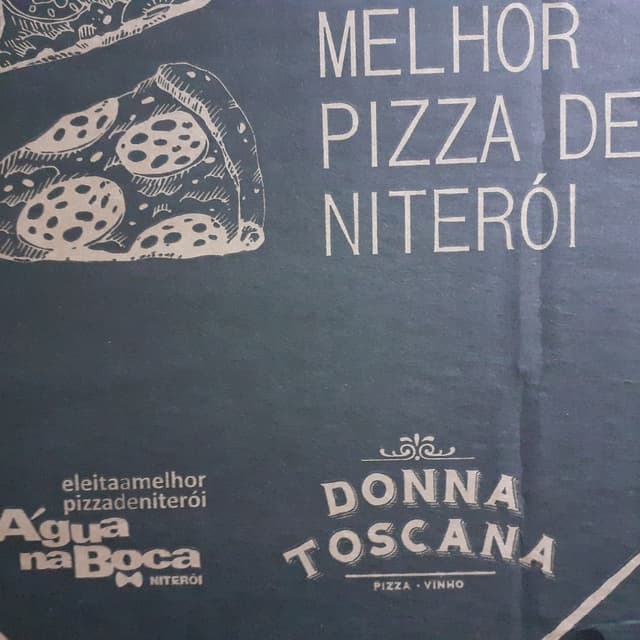 MELHOR
PIZZA DE
NITERÓI
eleitaamelhor
pizzadeniterói
Água
na Boca
NITERÓI
DONNA
TOSCANA
PIZZA · VINHO